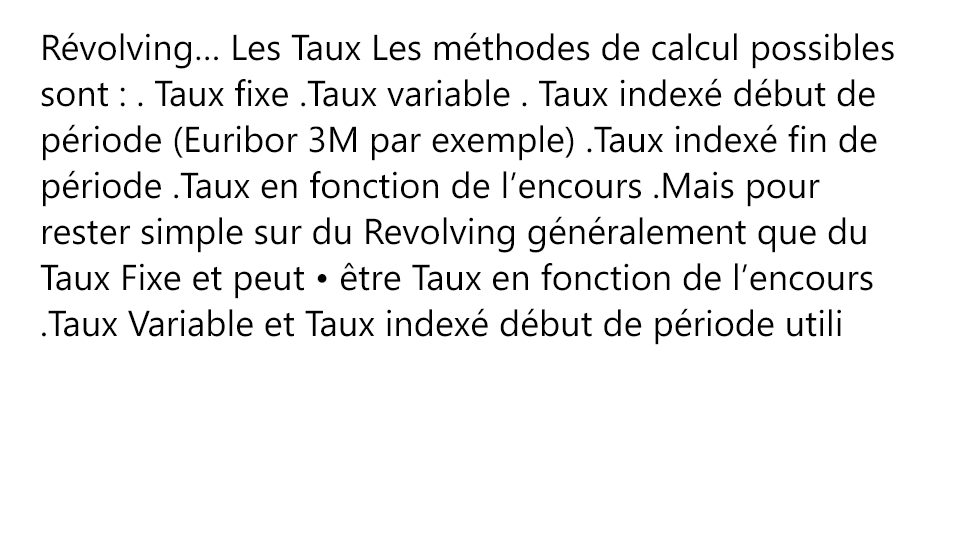 Révolving... Les Taux Les méthodes de calcul possibles
sont : . Taux fixe .Taux variable . Taux indexé début de
période (Euribor 3M par exemple) .Taux indexé fin de
période .Taux en fonction de l’encours .Mais pour
rester simple sur du Revolving généralement que du
Taux Fixe et peut • être Taux en fonction de l’encours
.Taux Variable et Taux indexé début de période utili